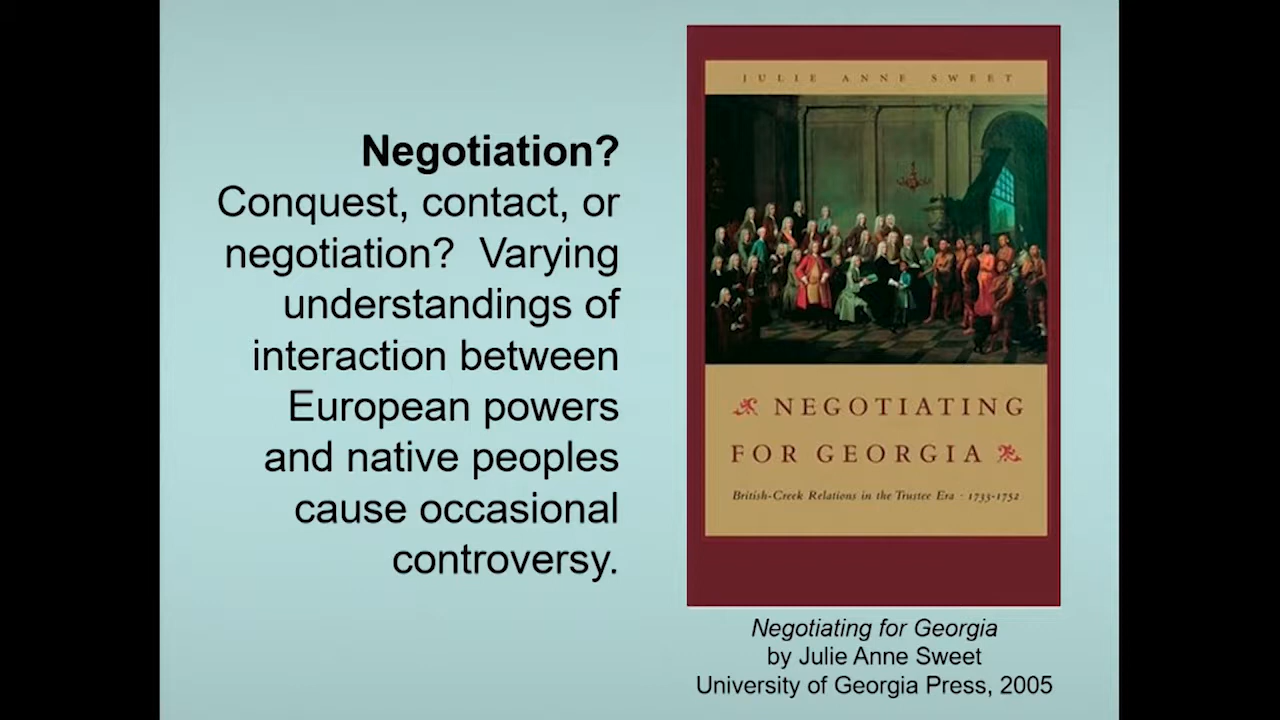 Negotiation?
Conquest, contact, or
negotiation?  Varying
understandings of
interaction between
European powers
and native peoples
cause occasional
controversy.
JULIE ANNE SWEET
NEGOTIATING
FOR GEORGIA
British-Creek Relations in the Trustee Era · 1733-1752
Negotiating for Georgia
by Julie Anne Sweet
University of Georgia Press, 2005